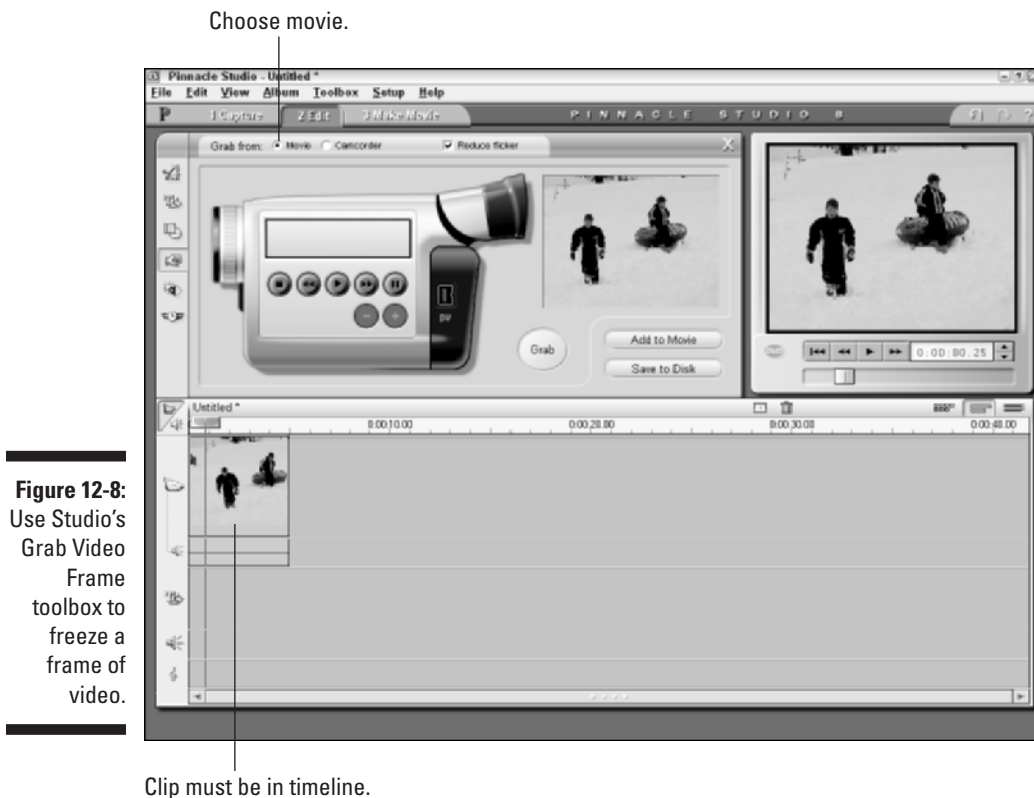 Choose movie.
Pinnacle Studio - Untitled *
File Edit View Album Toolbox Setup Help
P 1 Capture 2 Edit 3 Make Movie PINNACLE STUDIO 8 ?
Grab from: Movie Camcorder Reduce flicker X
DV
Grab
Add to Movie
Save to Disk
0:00:00.25
Untitled *
0:00:10.00 0:00:20.00 0:00:30.00 0:00:40.00
Figure 12-8:
Use Studio's
Grab Video
Frame
toolbox to
freeze a
frame of
video.
Clip must be in timeline.